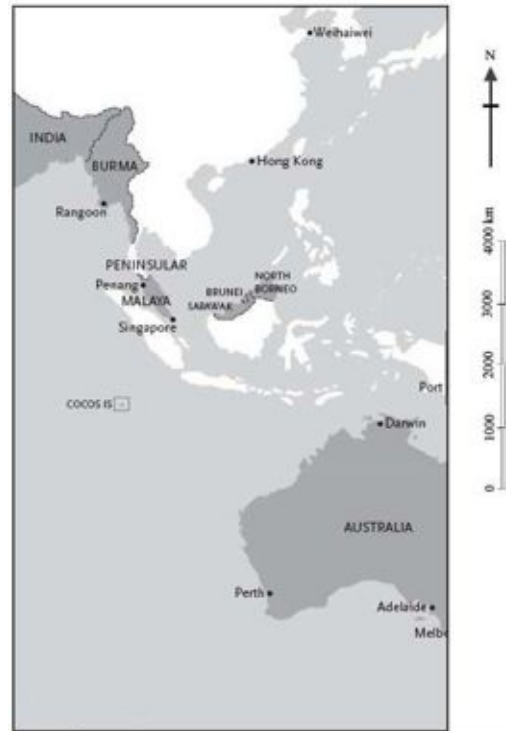 Weihaiwei
N
INDIA
BURMA
Hong Kong
Rangoon
PENINSULAR
Penang
MALAYA
Singapore
BRUNEI
SARAWAK
NORTH
BORNEO
COCOS IS
Port
Darwin
AUSTRALIA
Perth
Adelaide
Melb
4000 km
3000
2000
1000
0